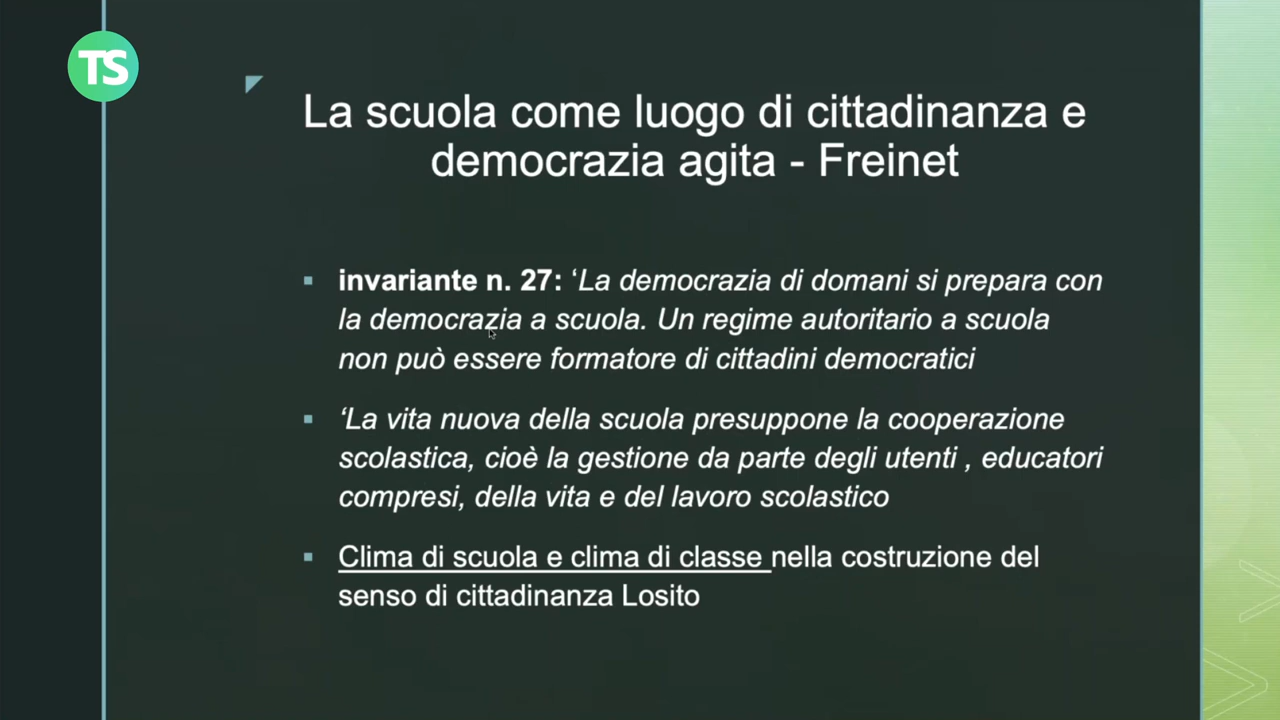 TS
La scuola come luogo di cittadinanza e
democrazia agita - Freinet
invariante n. 27: ‘La democrazia di domani si prepara con
la democrazia a scuola. Un regime autoritario a scuola
non può essere formatore di cittadini democratici
‘La vita nuova della scuola presuppone la cooperazione
scolastica, cioè la gestione da parte degli utenti , educatori
compresi, della vita e del lavoro scolastico
Clima di scuola e clima di classe nella costruzione del
senso di cittadinanza Losito